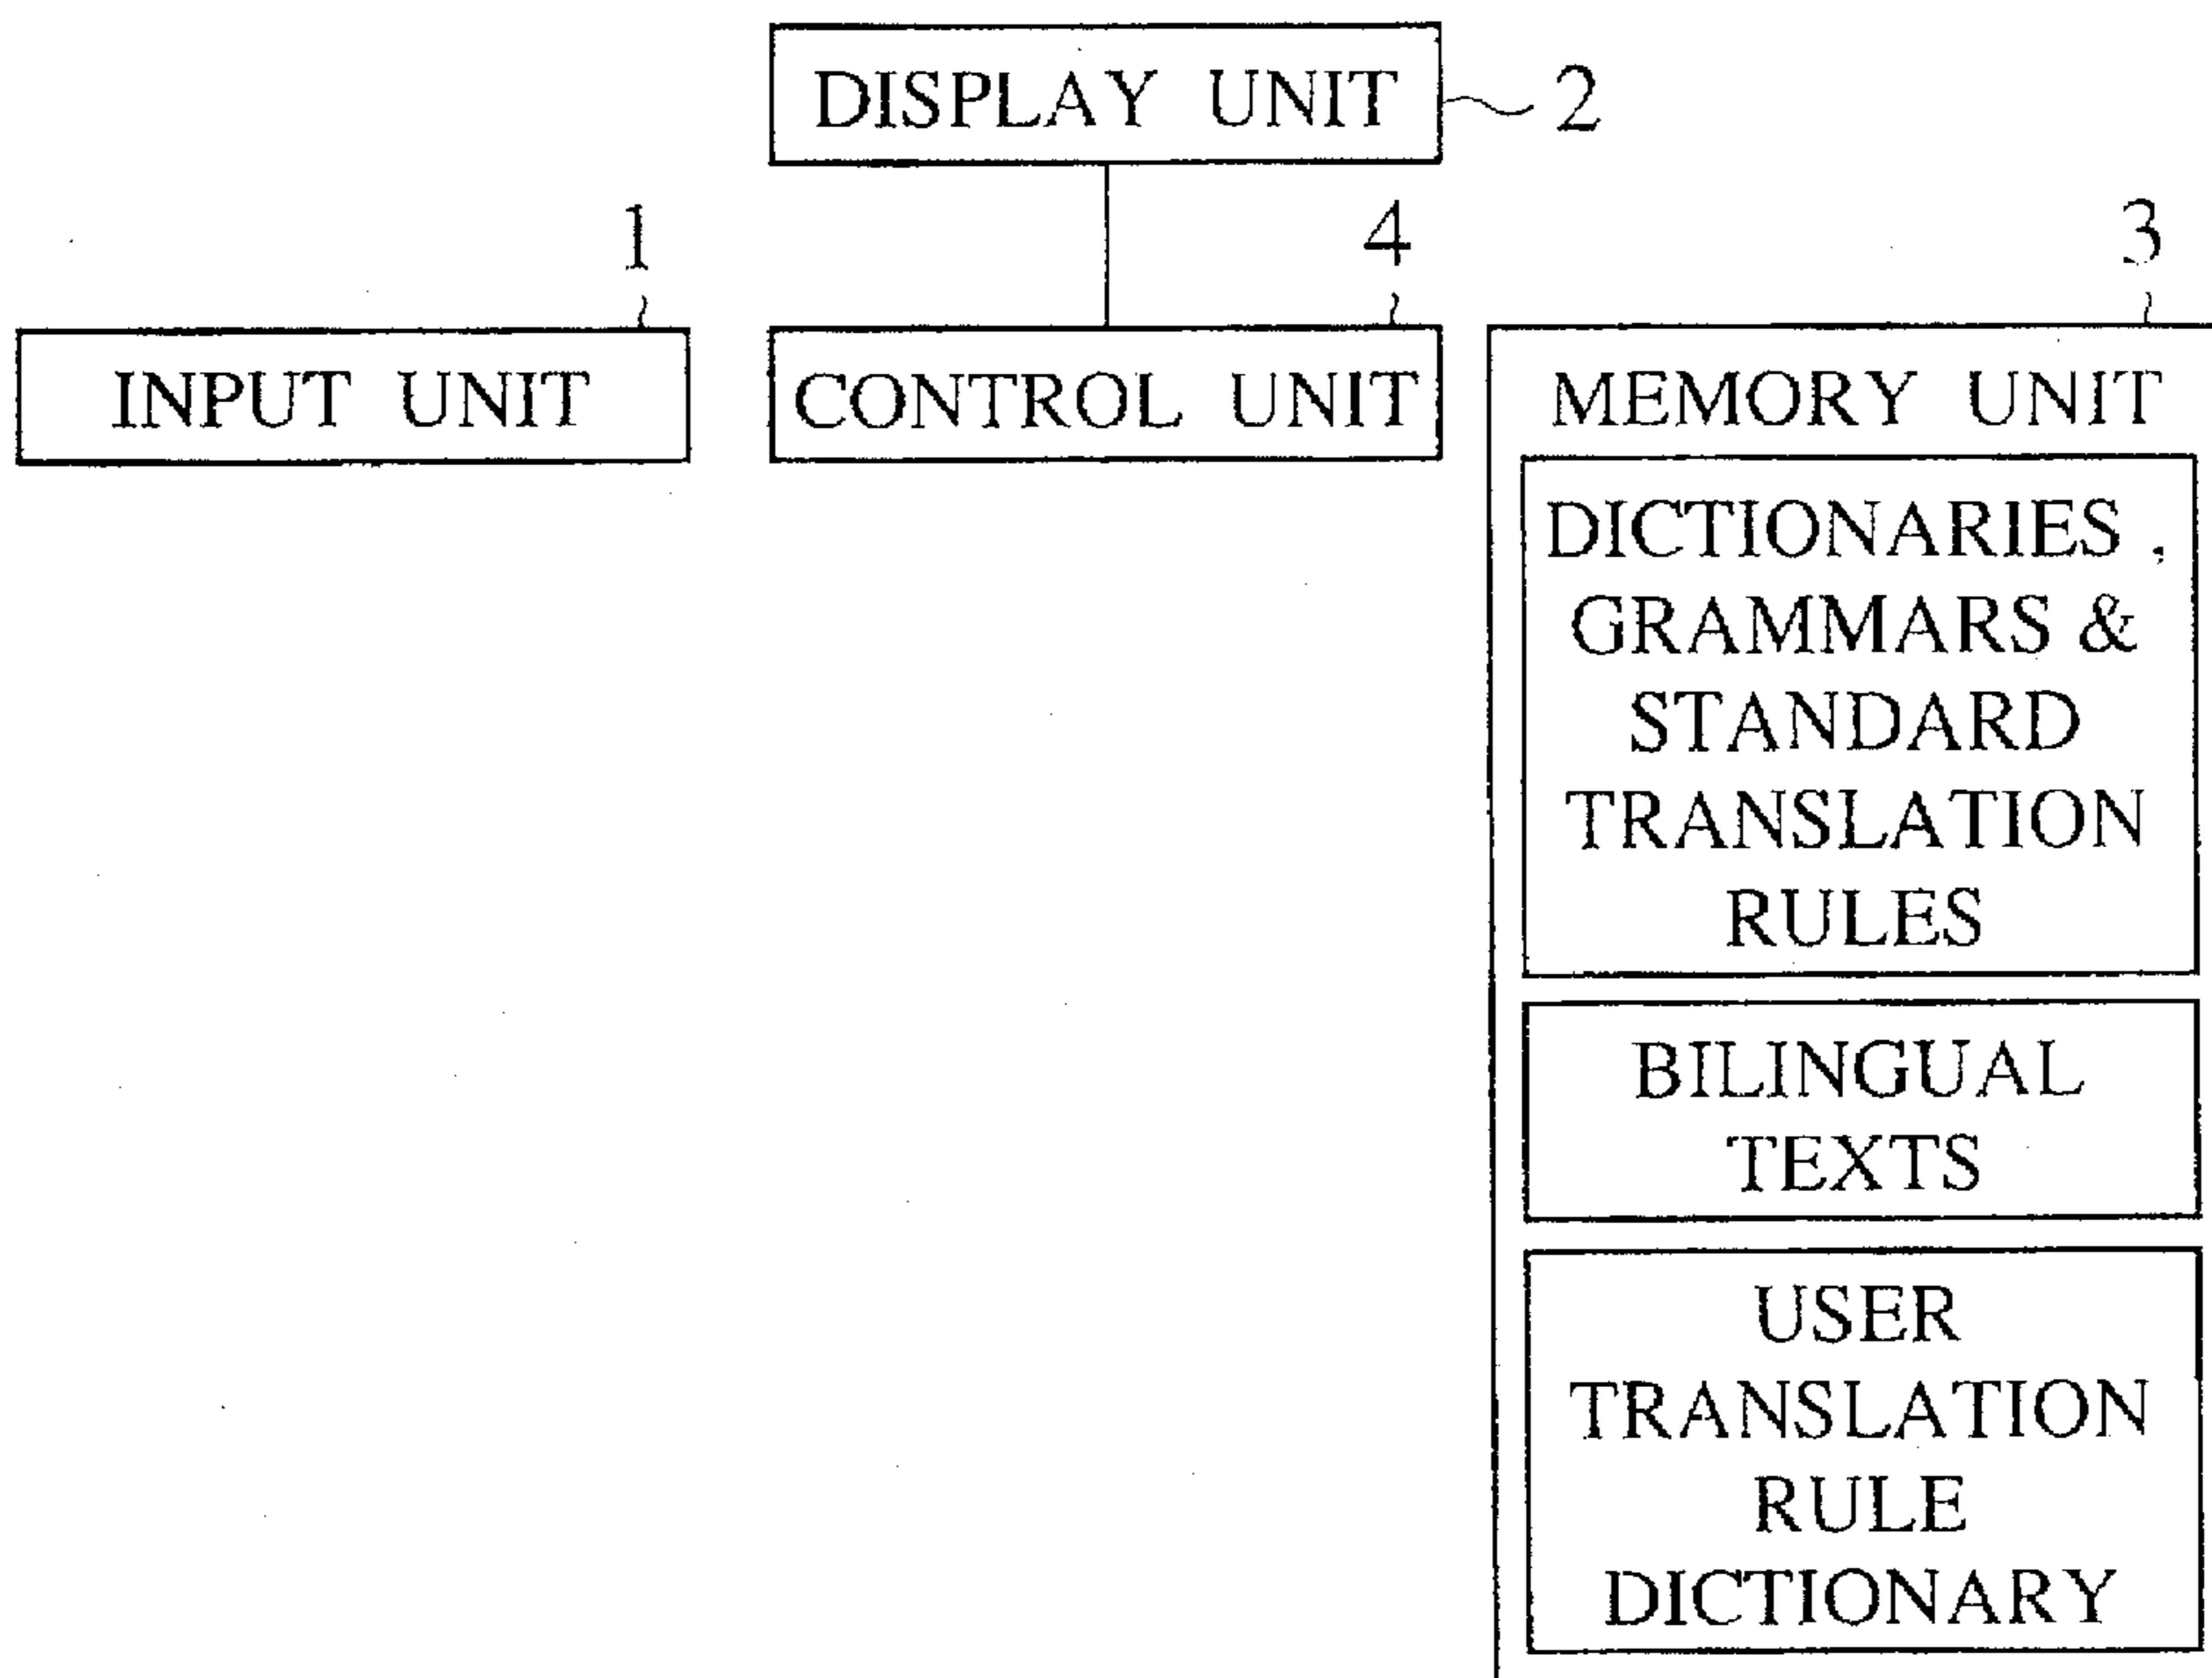 DISPLAY UNIT
2
1
4
3
INPUT UNIT
CONTROL UNIT
MEMORY UNIT
DICTIONARIES ,
GRAMMARS &
STANDARD
TRANSLATION
RULES
BILINGUAL
TEXTS
USER
TRANSLATION
RULE
DICTIONARY